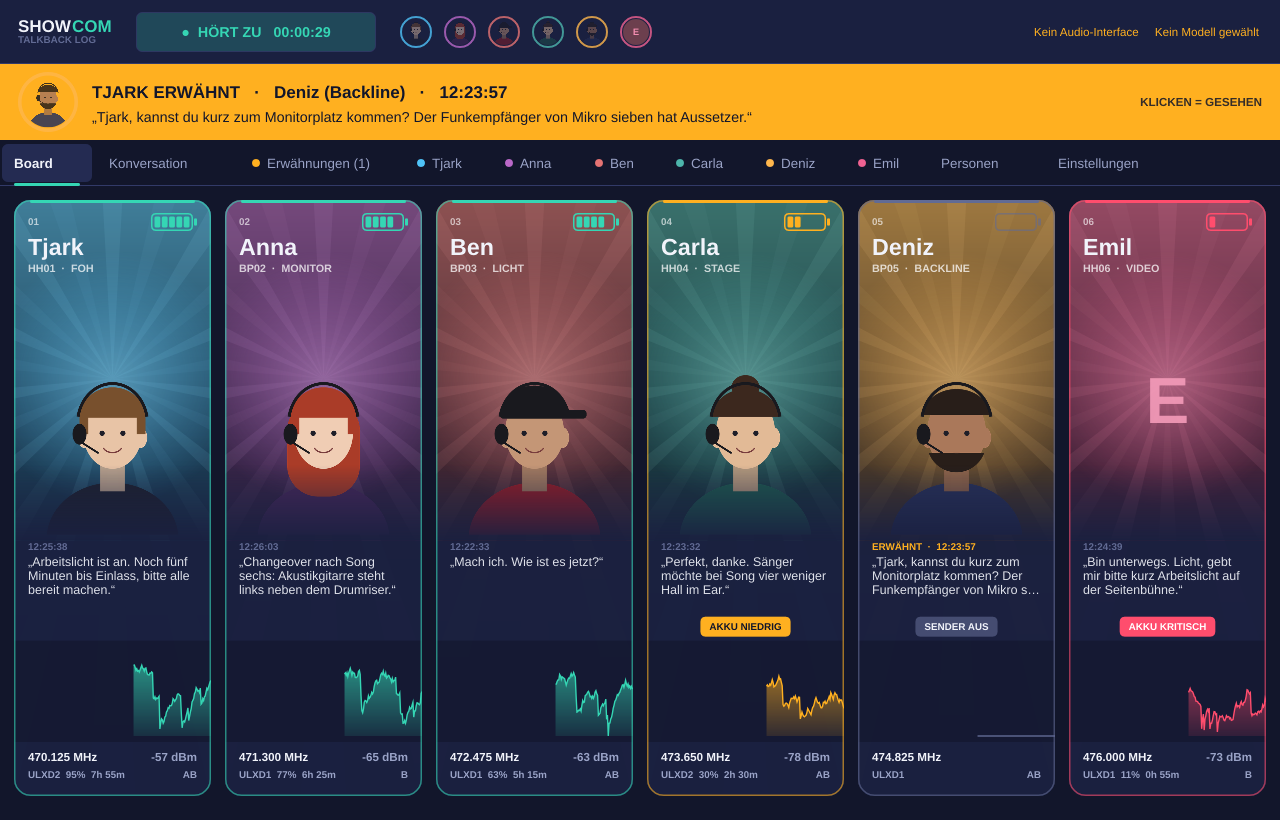 SHOWCOM
TALKBACK LOG
● HÖRT ZU 00:00:29
E
Kein Audio-Interface Kein Modell gewählt
TJARK ERWÄHNT · Deniz (Backline) · 12:23:57
„Tjark, kannst du kurz zum Monitorplatz kommen? Der Funkempfänger von Mikro sieben hat Aussetzer.“
KLICKEN = GESEHEN
Board Konversation Erwähnungen (1) Tjark Anna Ben Carla Deniz Emil Personen Einstellungen
01
Tjark
HH01 · FOH
12:25:38
„Arbeitslicht ist an. Noch fünf
Minuten bis Einlass, bitte alle
bereit machen.“
470.125 MHz -57 dBm
ULXD2 95% 7h 55m AB
02
Anna
BP02 · MONITOR
12:26:03
„Changeover nach Song
sechs: Akustikgitarre steht
links neben dem Drumriser.“
471.300 MHz -65 dBm
ULXD1 77% 6h 25m B
03
Ben
BP03 · LICHT
12:22:33
„Mach ich. Wie ist es jetzt?“
472.475 MHz -63 dBm
ULXD1 63% 5h 15m AB
04
Carla
HH04 · STAGE
12:23:32
„Perfekt, danke. Sänger
möchte bei Song vier weniger
Hall im Ear.“
AKKU NIEDRIG
473.650 MHz -78 dBm
ULXD2 30% 2h 30m AB
05
Deniz
BP05 · BACKLINE
ERWÄHNT · 12:23:57
„Tjark, kannst du kurz zum
Monitorplatz kommen? Der
Funkempfänger von Mikro s…
SENDER AUS
474.825 MHz
ULXD1 AB
06
Emil
HH06 · VIDEO
E
12:24:39
„Bin unterwegs. Licht, gebt
mir bitte kurz Arbeitslicht auf
der Seitenbühne.“
AKKU KRITISCH
476.000 MHz -73 dBm
ULXD2 11% 0h 55m B